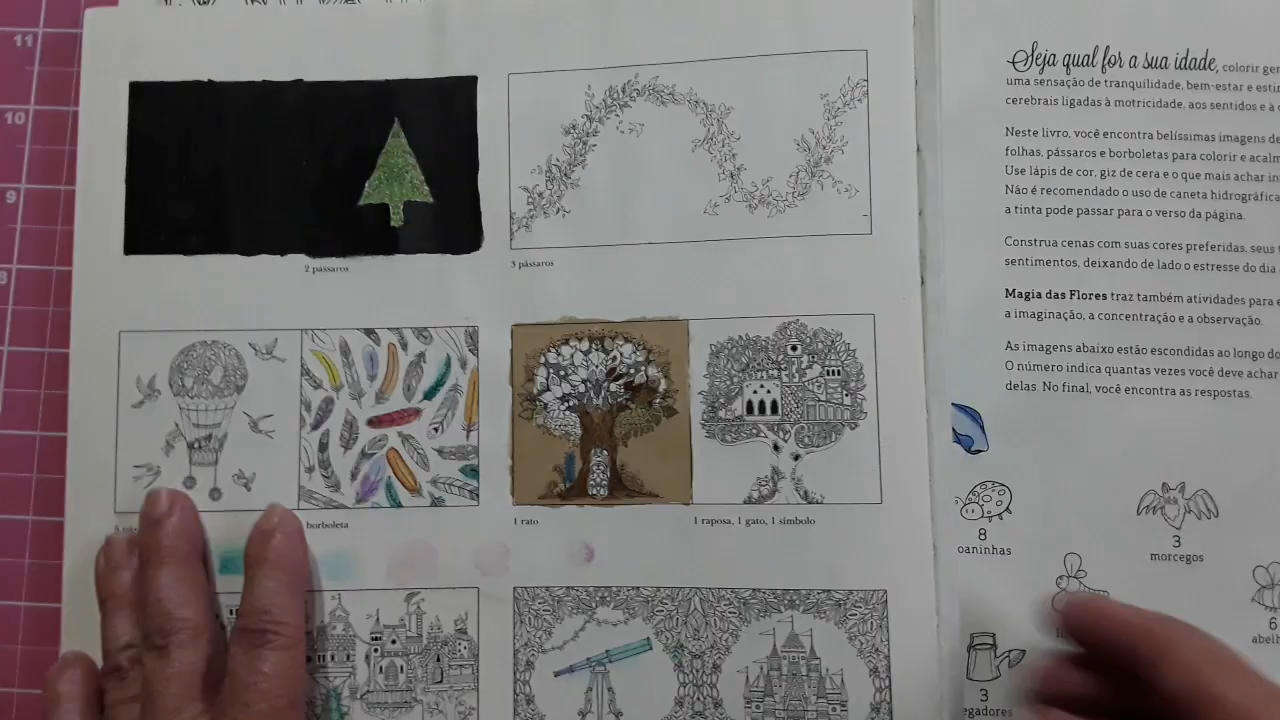 11
10
9
8
2 pássaros
3 pássaros
borboleta
1 rato
1 raposa, 1 gato, 1 símbolo
Seja qual for a sua idade, colorir
uma sensação de tranquilidade, bem-estar e
cerebrais ligadas à motricidade, aos sentidos e à
Neste livro, você encontra belíssimas imagens de
folhas, pássaros e borboletas para colorir e
Use lápis de cor, giz de cera e o que mais achar
Não é recomendado o uso de caneta
a tinta pode passar para o verso da página.
Construa cenas com suas cores preferidas, seus
sentimentos, deixando de lado o estresse do dia
Magia das Flores traz também atividades para
a imaginação, a concentração e a observação.
As imagens abaixo estão escondidas ao longo
O número indica quantas vezes você deve achar
delas. No final, você encontra as respostas.
8
oaninhas
3
morcegos
6
abelh
3
egadores